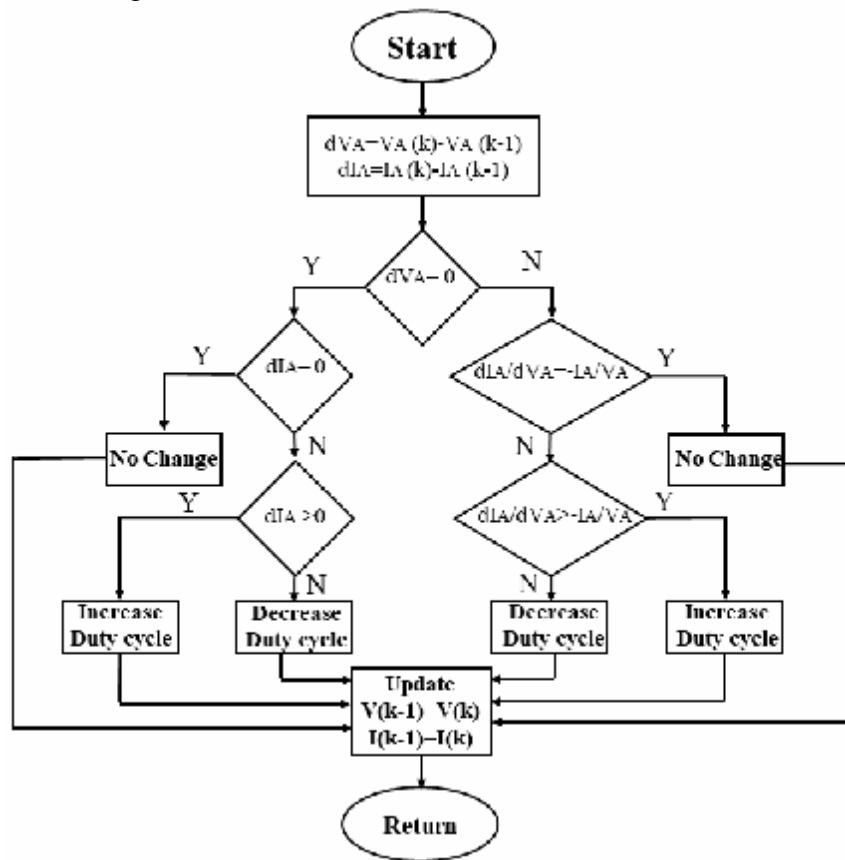 Start
dVA=VA (k)-VA (k-1)
dIA=IA (k)-IA (k-1)
Y
N
dVA= 0
Y
dIA= 0
dIA/dVA=-IA/VA
Y
No Change
N
N
No Change
Y
dIA >0
dIA/dVA>-IA/VA
Y
N
N
Increase
Duty cycle
Decrease
Duty cycle
Decrease
Duty cycle
Increase
Duty cycle
Update
V(k-1) V(k)
I(k-1)=I(k)
Return